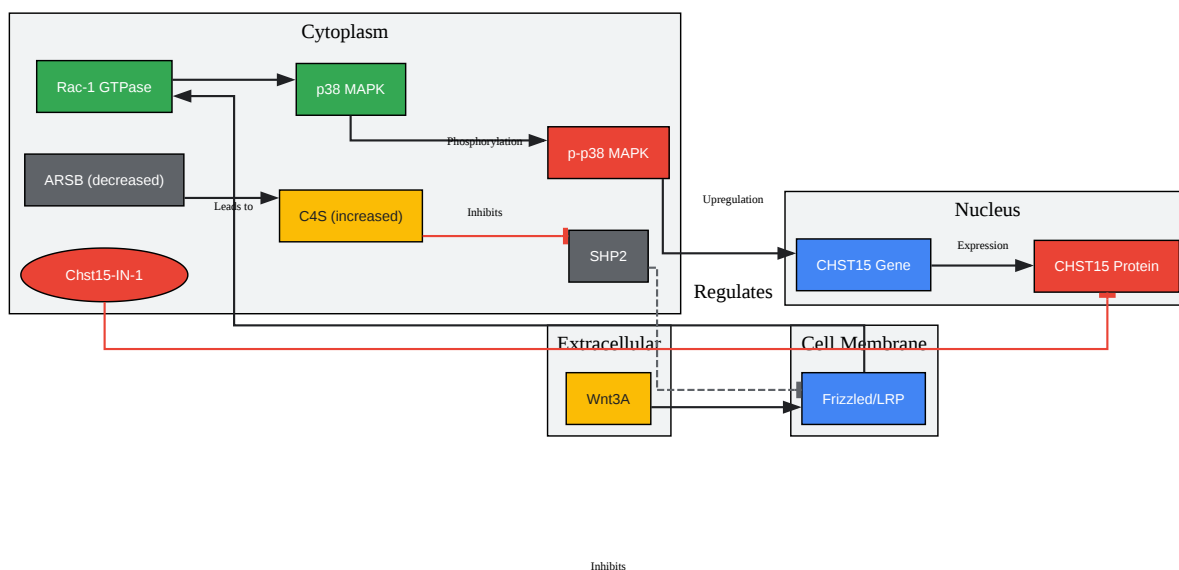 Cytoplasm
Rac-1 GTPase
p38 MAPK
Phosphorylation
p-p38 MAPK
ARSB (decreased)
Leads to
C4S (increased)
Inhibits
SHP2
Chst15-IN-1
Upregulation
Regulates
Nucleus
CHST15 Gene
Expression
CHST15 Protein
Extracellular
Wnt3A
Cell Membrane
Frizzled/LRP
Inhibits